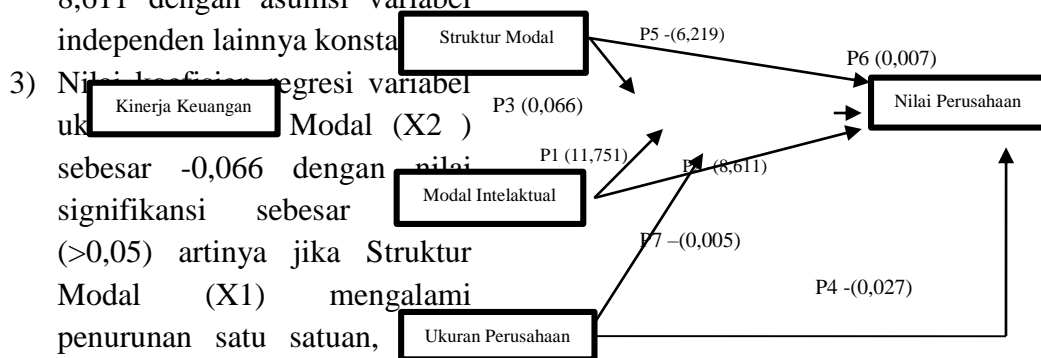 8,611 dengan asumsi variabel
independen lainnya konsta
3) Nilai koefisien regresi variabel
uk Modal (X2 )
sebesar -0,066 dengan nilai
signifikansi sebesar
(>0,05) artinya jika Struktur
Modal (X1) mengalami
penurunan satu satuan,
Kinerja Keuangan
Struktur Modal
P5 -(6,219)
P6 (0,007)
Nilai Perusahaan
P3 (0,066)
P1 (11,751)
-(8,611)
Modal Intelaktual
P7 –(0,005)
P4 -(0,027)
Ukuran Perusahaan